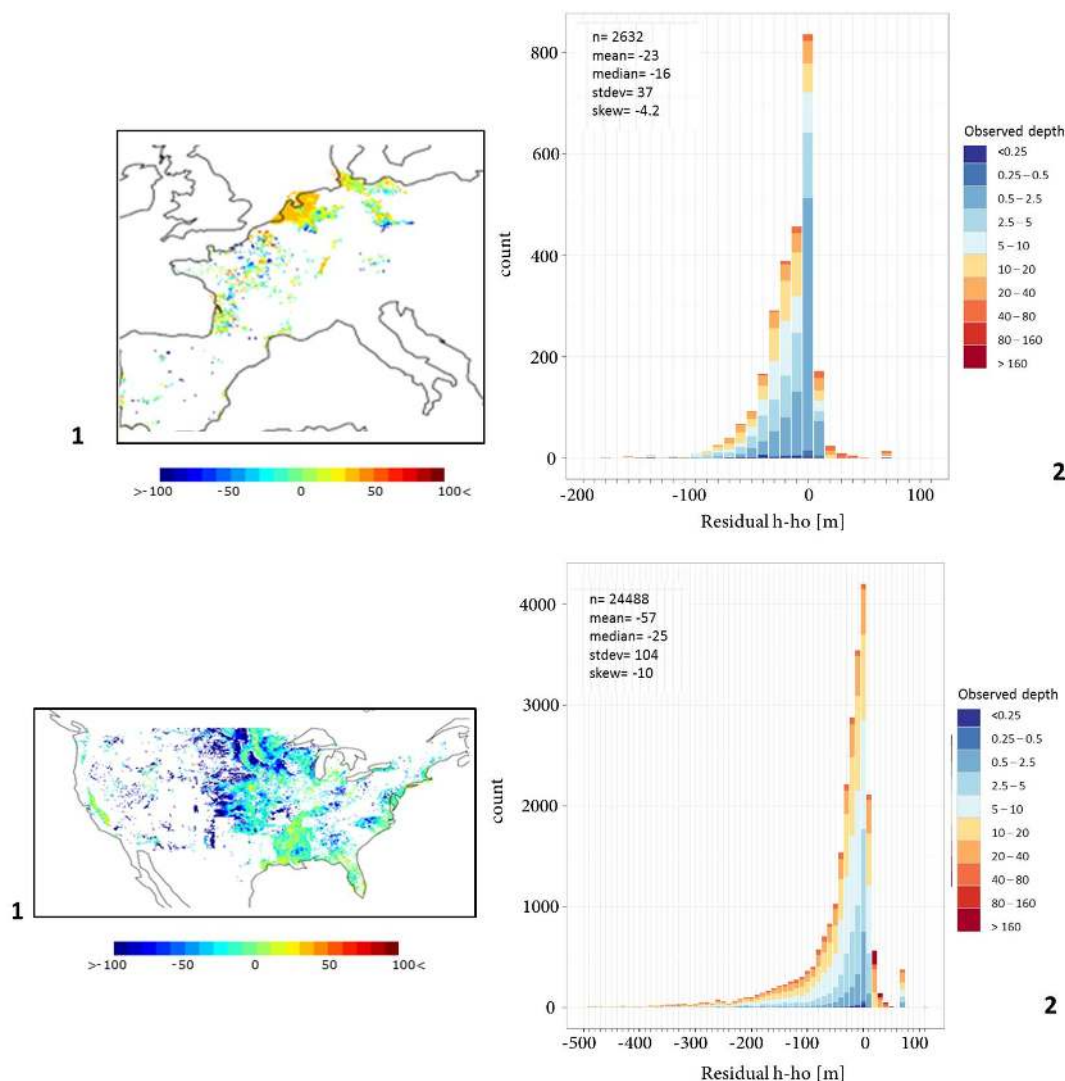 1
>-100 -50 0 50 100<
n= 2632
mean= -23
median= -16
stdev= 37
skew= -4.2
800
600
400
200
0
count
-200 -100 0 100
Residual h-ho [m]
Observed depth
<0.25
0.25–0.5
0.5–2.5
2.5–5
5–10
10–20
20–40
40–80
80–160
> 160
2
1
>-100 -50 0 50 100<
n= 24488
mean= -57
median= -25
stdev= 104
skew= -10
4000
3000
2000
1000
0
count
-500 -400 -300 -200 -100 0 100
Residual h-ho [m]
Observed depth
<0.25
0.25–0.5
0.5–2.5
2.5–5
5–10
10–20
20–40
40–80
80–160
> 160
2